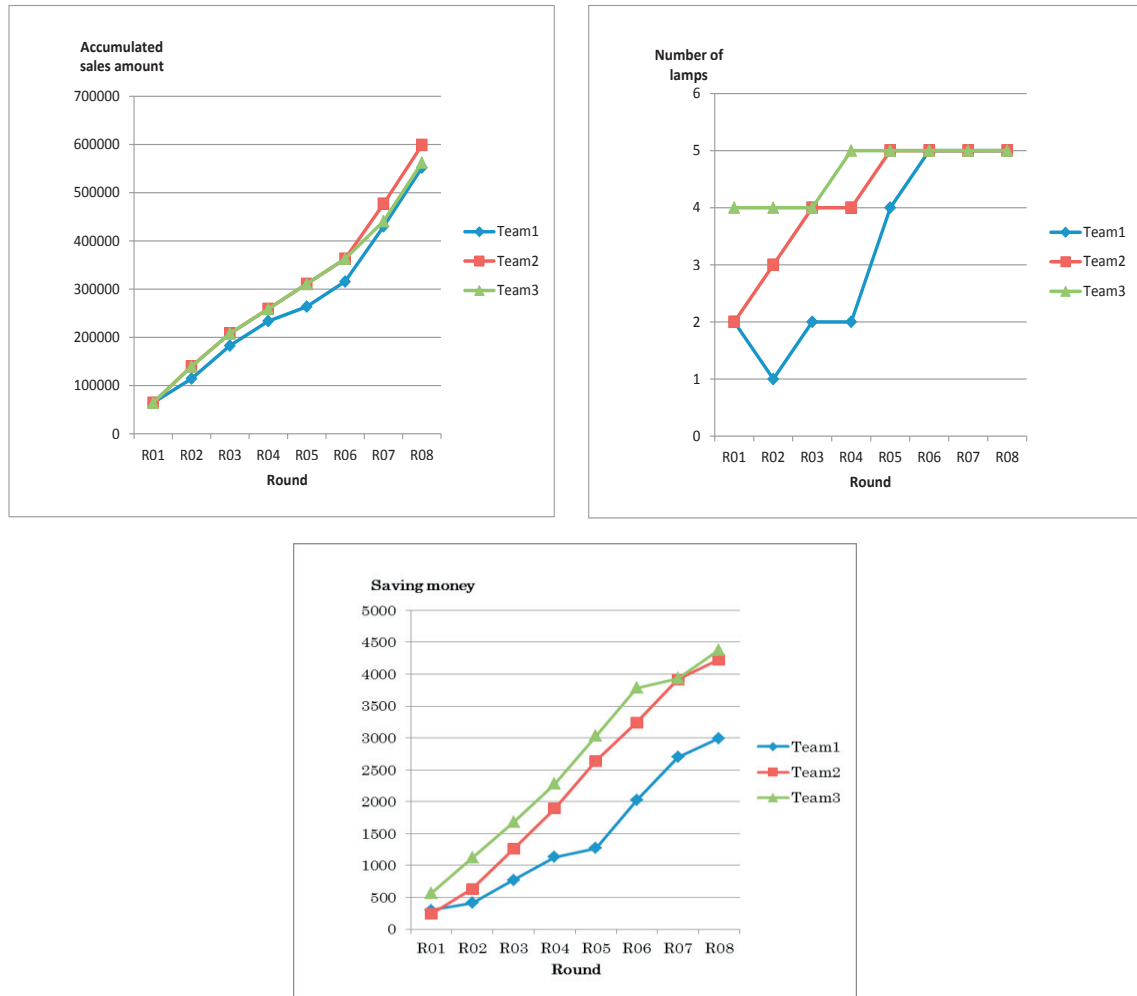 Accumulated
sales amount
700000
600000
500000
400000
300000
200000
100000
0
R01 R02 R03 R04 R05 R06 R07 R08
Round
Team1
Team2
Team3
Number of
lamps
6
5
4
3
2
1
0
R01 R02 R03 R04 R05 R06 R07 R08
Round
Team1
Team2
Team3
Saving money
5000
4500
4000
3500
3000
2500
2000
1500
1000
500
0
R01 R02 R03 R04 R05 R06 R07 R08
Round
Team1
Team2
Team3